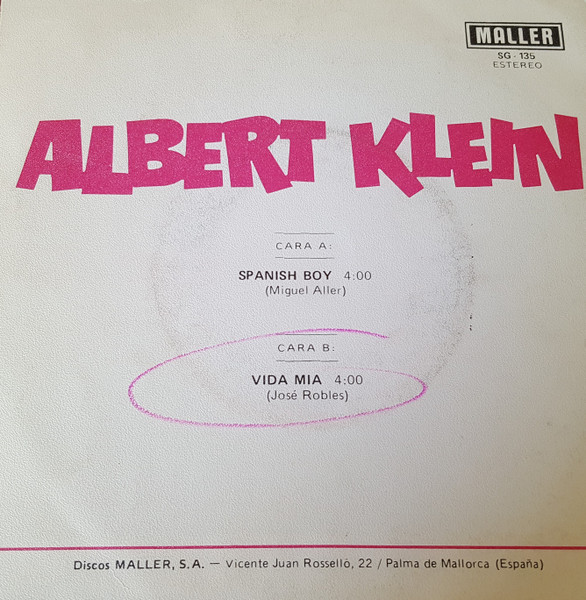 MALLER
SG - 135
ESTEREO
ALBERT KLEIN
CARA A:
SPANISH BOY 4:00
(Miguel Aller)
CARA B:
VIDA MIA 4:00
(José Robles)
Discos MALLER, S.A. — Vicente Juan Rosselló, 22 / Palma de Mallorca (España)